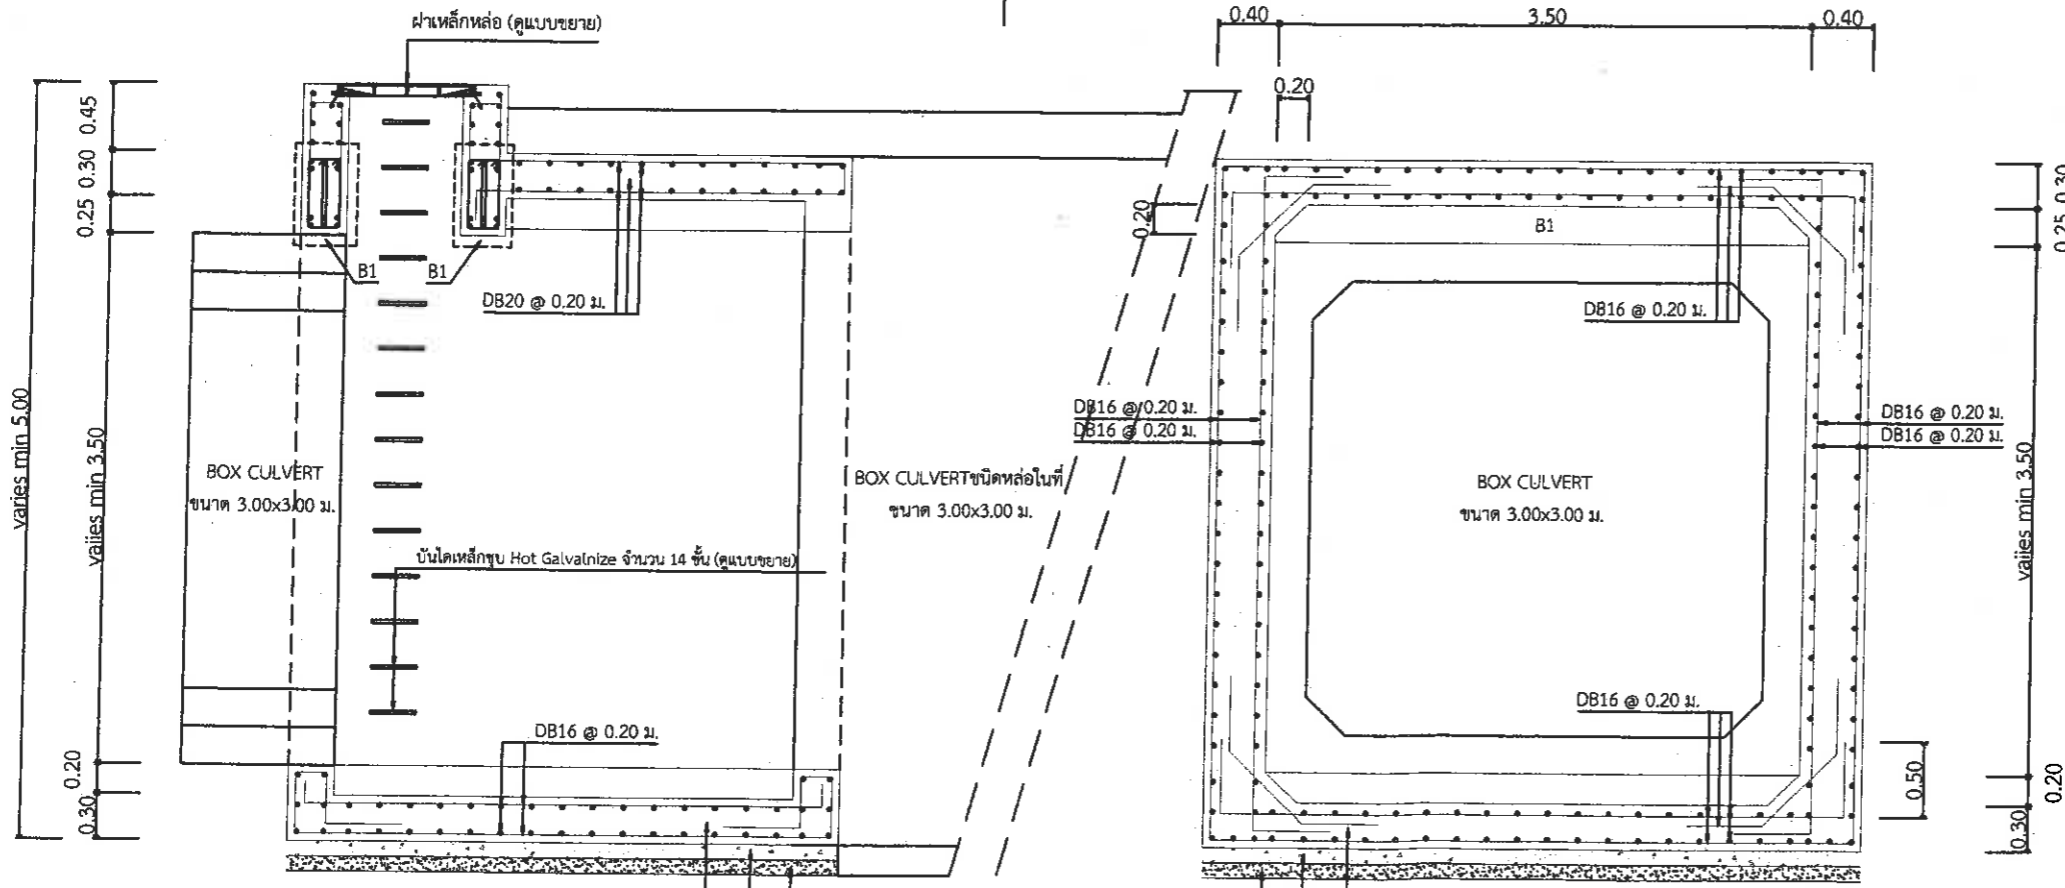 ฝาเหล็กหล่อ (ดูแบบขยาย)
0.40
3.50
0.40
0.20
0.45
0.30
0.25
varies min 5.00
vaiies min 3.50
0.20
0.30
B1
B1
DB20 @ 0.20 ม.
BOX CULVERT
ขนาด 3.00x3.00 ม.
บันไดเหล็กชุบ Hot Galvalnize จำนวน 14 ชั้น (ดูแบบขยาย)
DB16 @ 0.20 ม.
BOX CULVERTชนิดหล่อในที่
ขนาด 3.00x3.00 ม.
0.20
B1
DB16 @ 0.20 ม.
DB16 @ 0.20 ม.
DB16 @ 0.20 ม.
DB16 @ 0.20 ม.
DB16 @ 0.20 ม.
BOX CULVERT
ขนาด 3.00x3.00 ม.
DB16 @ 0.20 ม.
0.30
0.25
vaiies min 3.50
0.50
0.20
0.30